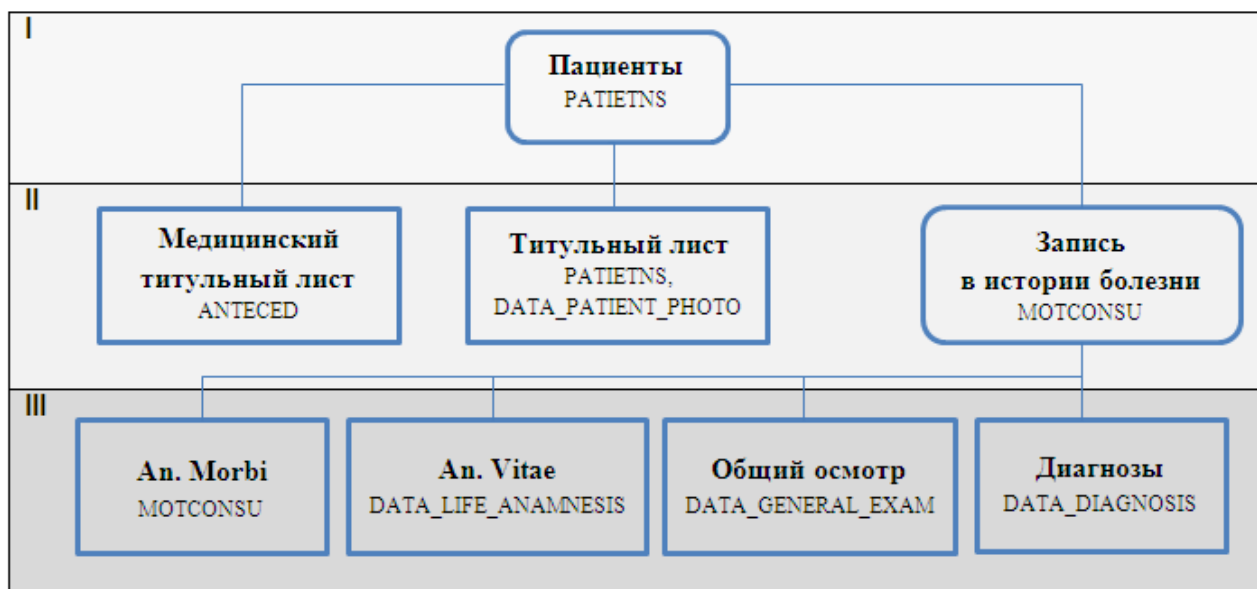 I
Пациенты
PATIETNS
II
Медицинский
титульный лист
ANTECED
Титульный лист
PATIETNS,
DATA_PATIENT_PHOTO
Запись
в истории болезни
MOTCONSU
III
An. Morbi
MOTCONSU
An. Vitae
DATA_LIFE_ANAMNESIS
Общий осмотр
DATA_GENERAL_EXAM
Диагнозы
DATA_DIAGNOSIS